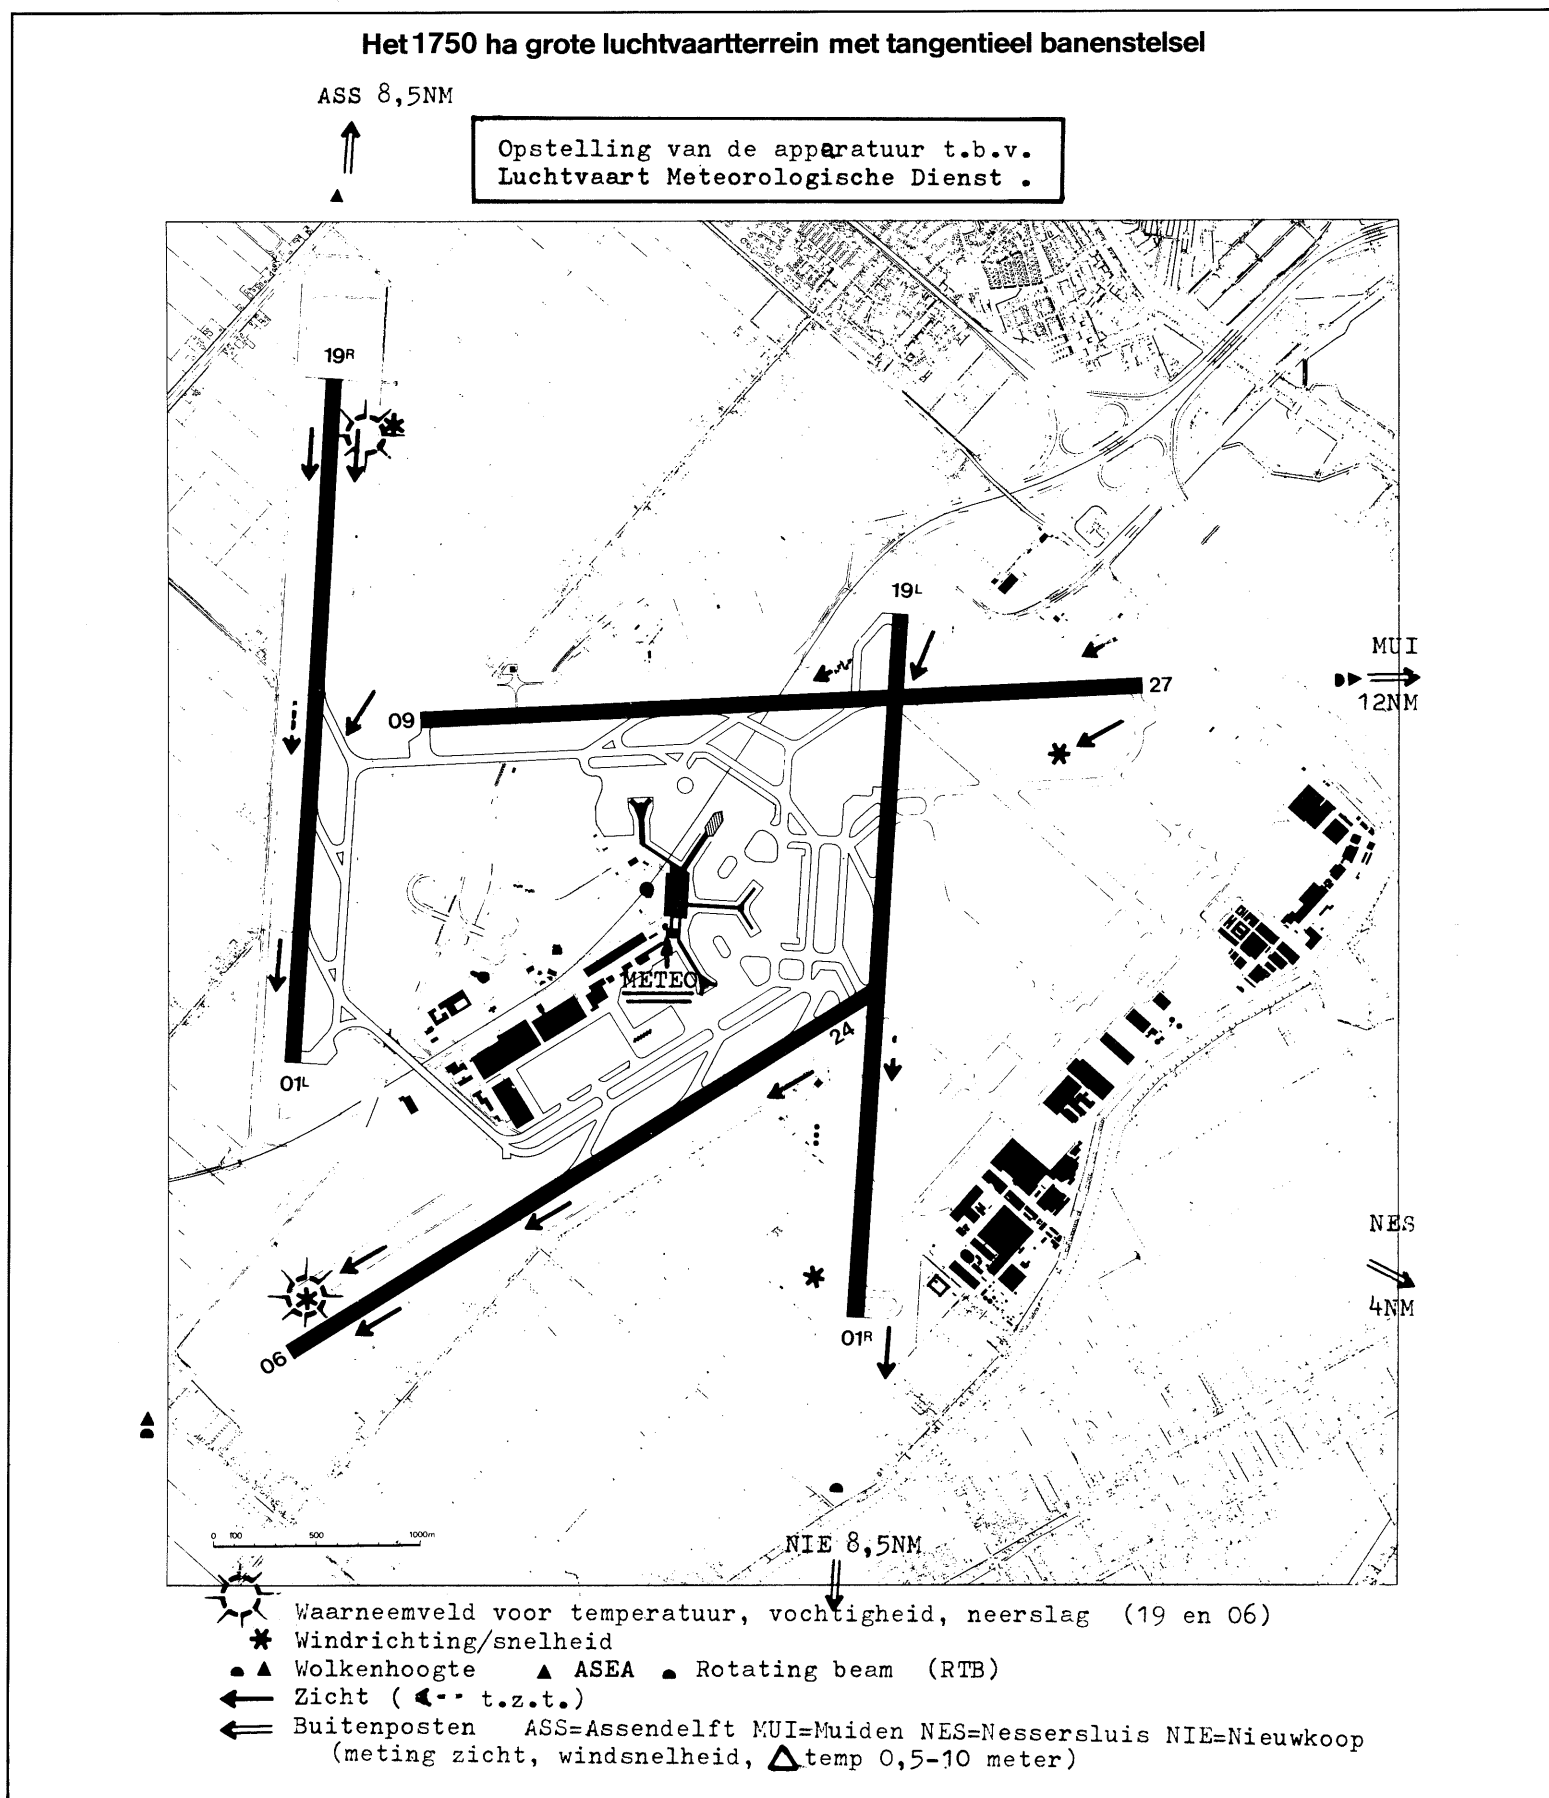 Het 1750 ha grote luchtvaartterrein met tangentieel banenstelsel
ASS 8,5NM
Opstelling van de apparatuur t.b.v.
Luchtvaart Meteorologische Dienst .
19R
19L
MUI
27
12NM
09
METEO
24
01L
NES
4NM
01R
06
0 100 500 1000m
NIE 8,5NM
Waarneemveld voor temperatuur, vochtigheid, neerslag (19 en 06)
Windrichting/snelheid
Wolkenhoogte ASEA Rotating beam (RTB)
Zicht ( t.z.t.)
Buitenposten ASS=Assendelft MUI=Muiden NES=Nessersluis NIE=Nieuwkoop
(meting zicht, windsnelheid, Δ temp 0,5-10 meter)